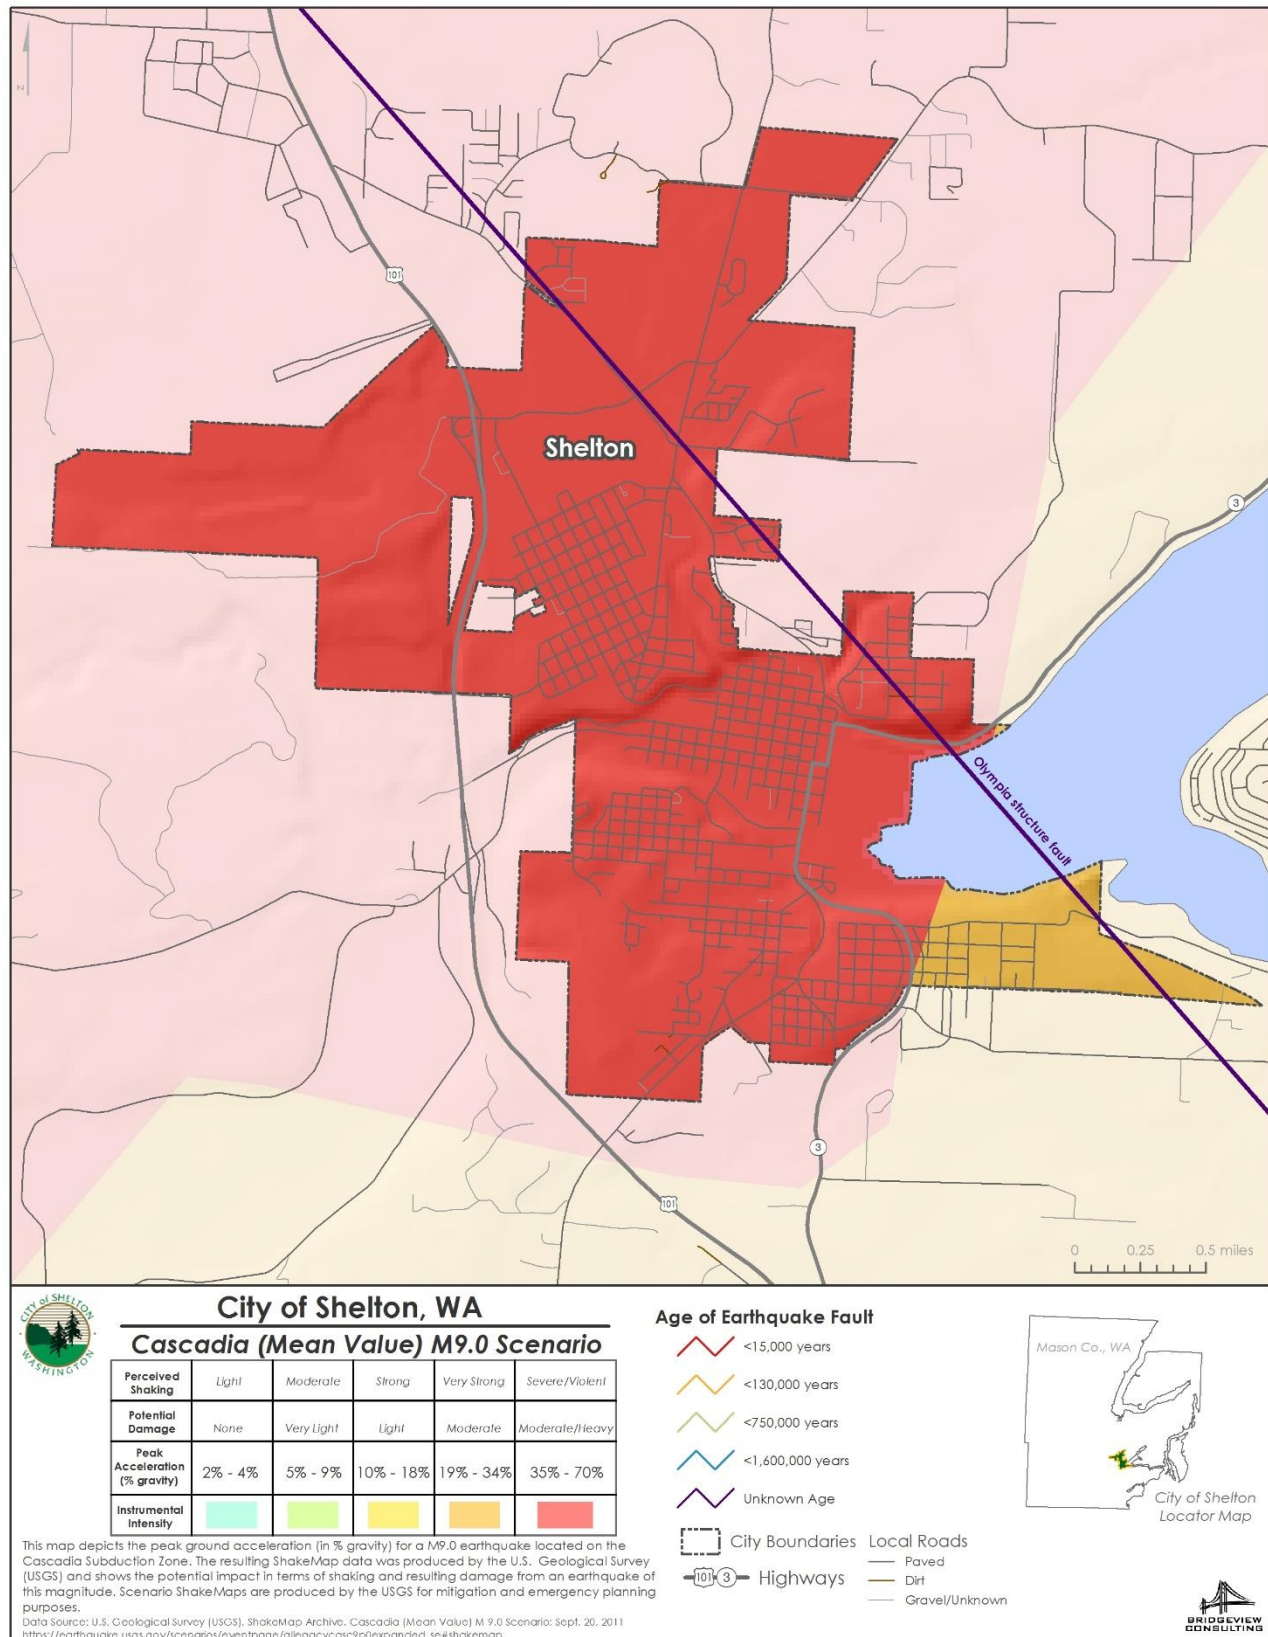 N
101
Shelton
3
Olympia structure fault
3
101
0 0.25 0.5 miles
CITY of SHELTON
WASHINGTON
City of Shelton, WA
Cascadia (Mean Value) M9.0 Scenario
Perceived Shaking Light Moderate Strong Very Strong Severe/Violent
Potential Damage None Very Light Light Moderate Moderate/Heavy
Peak Acceleration (% gravity) 2% - 4% 5% - 9% 10% - 18% 19% - 34% 35% - 70%
Instrumental Intensity
This map depicts the peak ground acceleration (in % gravity) for a M9.0 earthquake located on the
Cascadia Subduction Zone. The resulting ShakeMap data was produced by the U.S. Geological Survey
(USGS) and shows the potential impact in terms of shaking and resulting damage from an earthquake of
this magnitude. Scenario ShakeMaps are produced by the USGS for mitigation and emergency planning
purposes.
Data Source: U.S. Geological Survey (USGS). ShakeMap Archive. Cascadia (Mean Value) M 9.0 Scenario: Sept. 20, 2011
Age of Earthquake Fault
<15,000 years
<130,000 years
<750,000 years
<1,600,000 years
Unknown Age
City Boundaries
101 3 Highways
Local Roads
Paved
Dirt
Gravel/Unknown
Mason Co., WA
City of Shelton
Locator Map
BRIDGEVIEW
CONSULTING